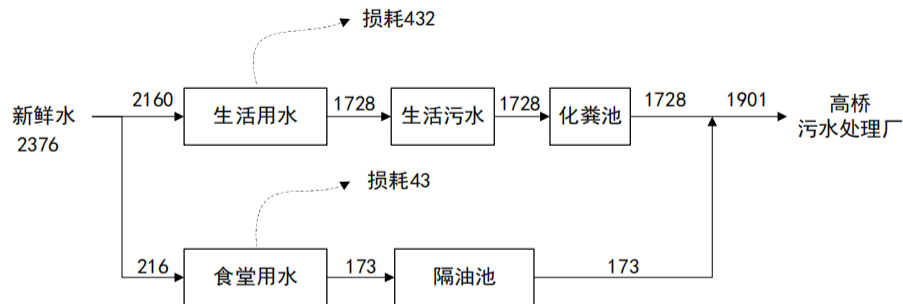 损耗432
2160
生活用水
1728
生活污水
1728
化粪池
1728
1901
新鲜水
2376
高桥
污水处理厂
损耗43
216
食堂用水
173
隔油池
173